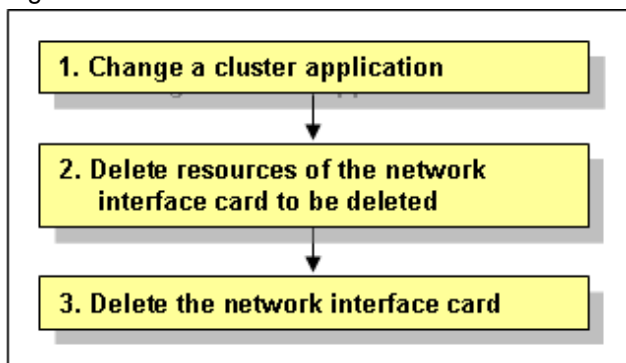 1. Change a cluster application
2. Delete resources of the network
interface card to be deleted
3. Delete the network interface card